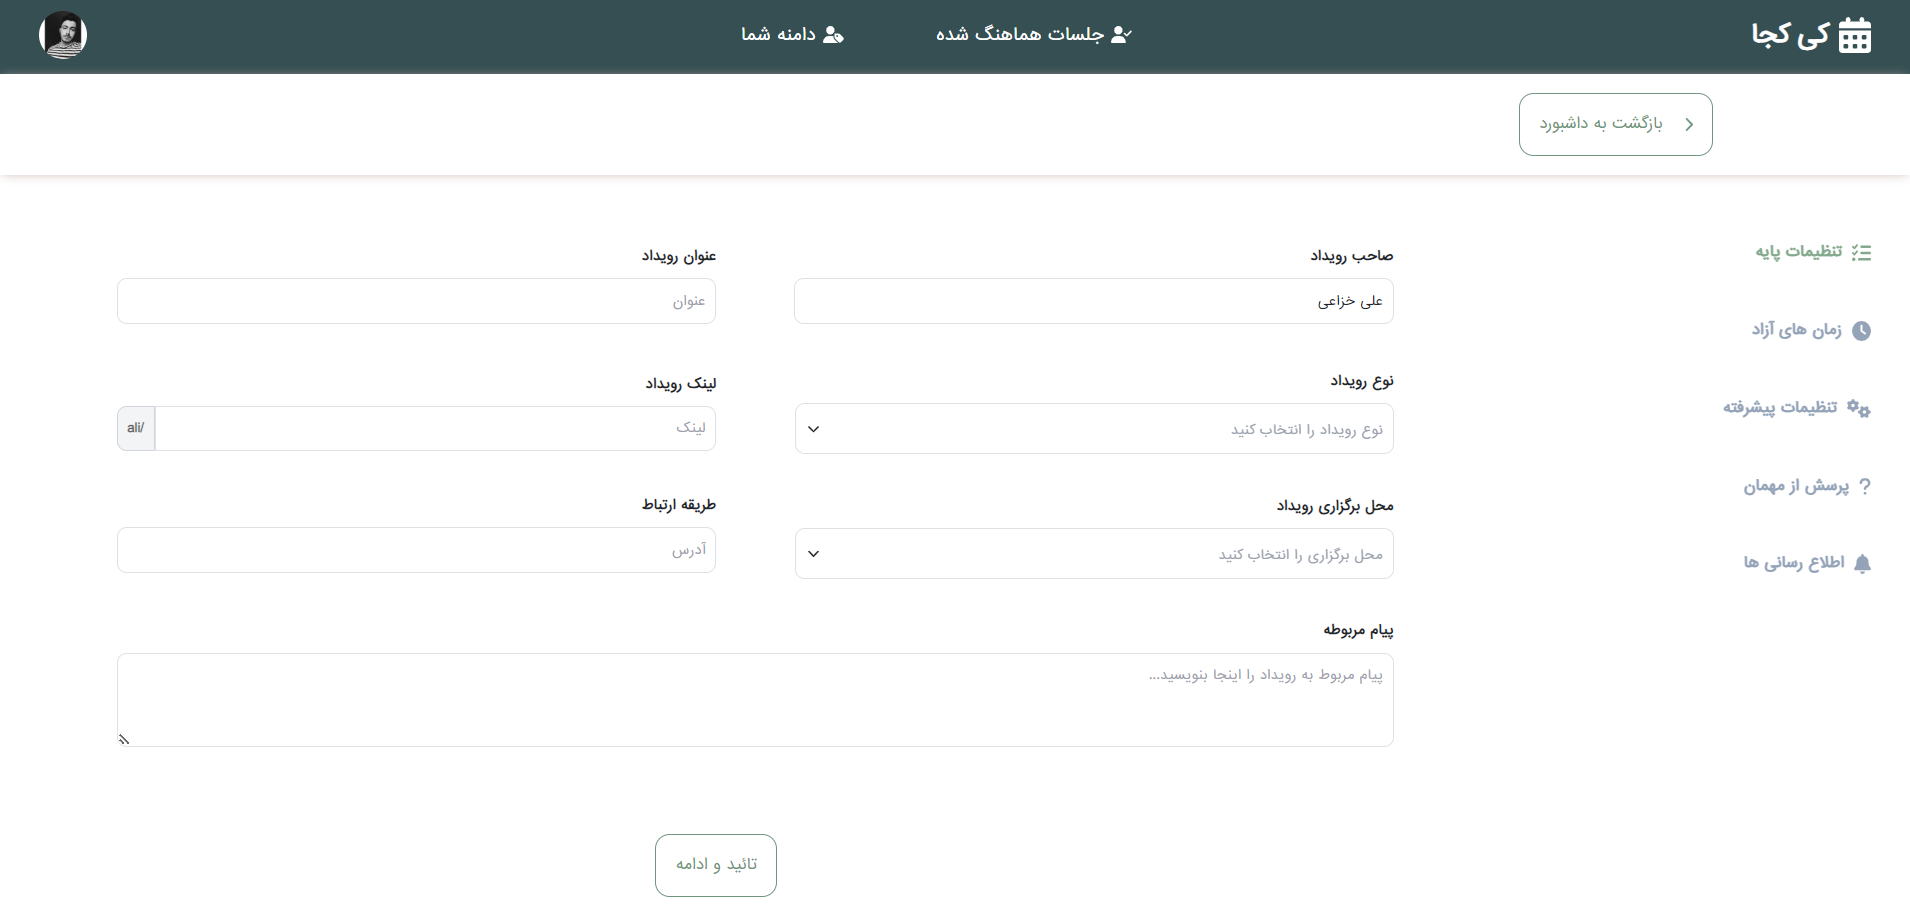 کی کجا
جلسات هماهنگ شده
دامنه شما
بازگشت به داشبورد
تنظیمات پایه
زمان های آزاد
تنظیمات پیشرفته
پرسش از مهمان
اطلاع رسانی ها
صاحب رویداد
علی خزاعی
عنوان رویداد
عنوان
نوع رویداد
نوع رویداد را انتخاب کنید
لینک رویداد
لینک
ali/
محل برگزاری رویداد
محل برگزاری را انتخاب کنید
طریقه ارتباط
آدرس
پیام مربوطه
پیام مربوط به رویداد را اینجا بنویسید...
تائید و ادامه